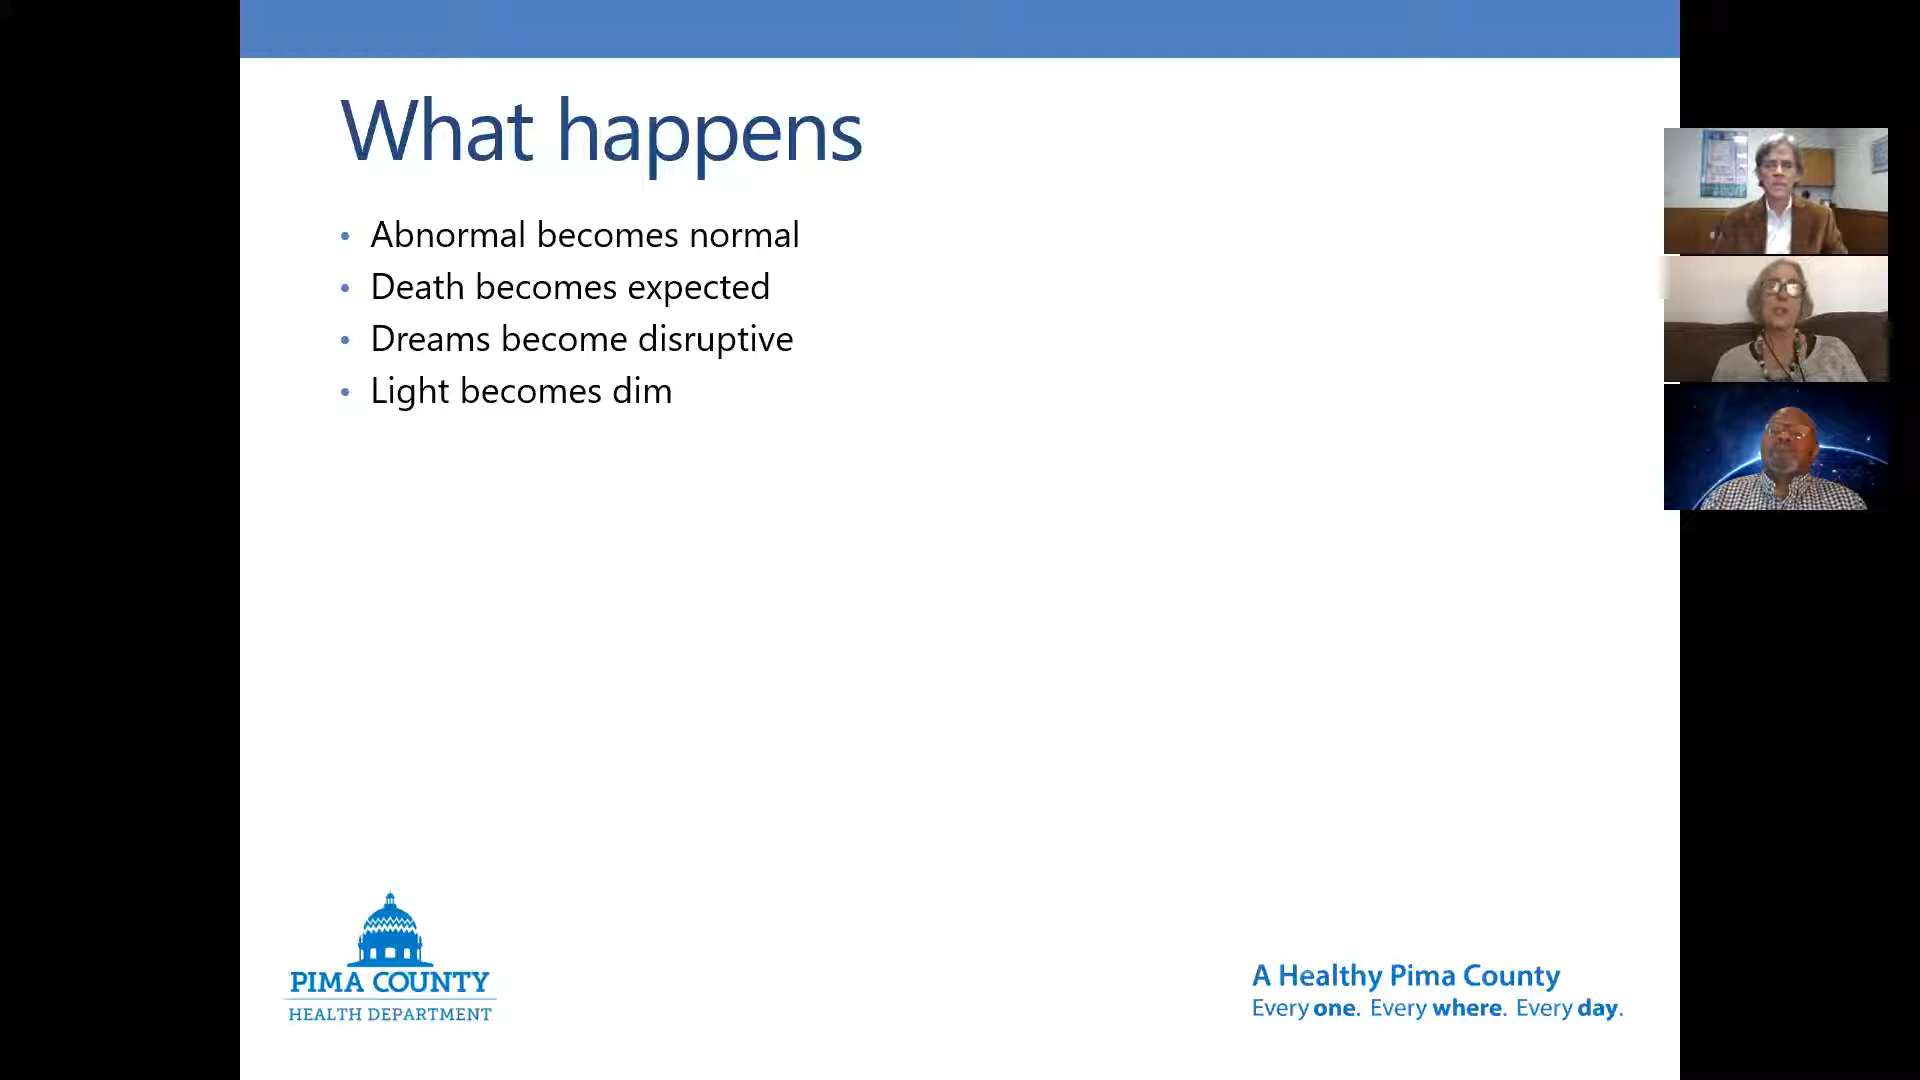 What happens
• Abnormal becomes normal
• Death becomes expected
• Dreams become disruptive
• Light becomes dim
PIMA COUNTY
HEALTH DEPARTMENT
A Healthy Pima County
Every one. Every where. Every day.